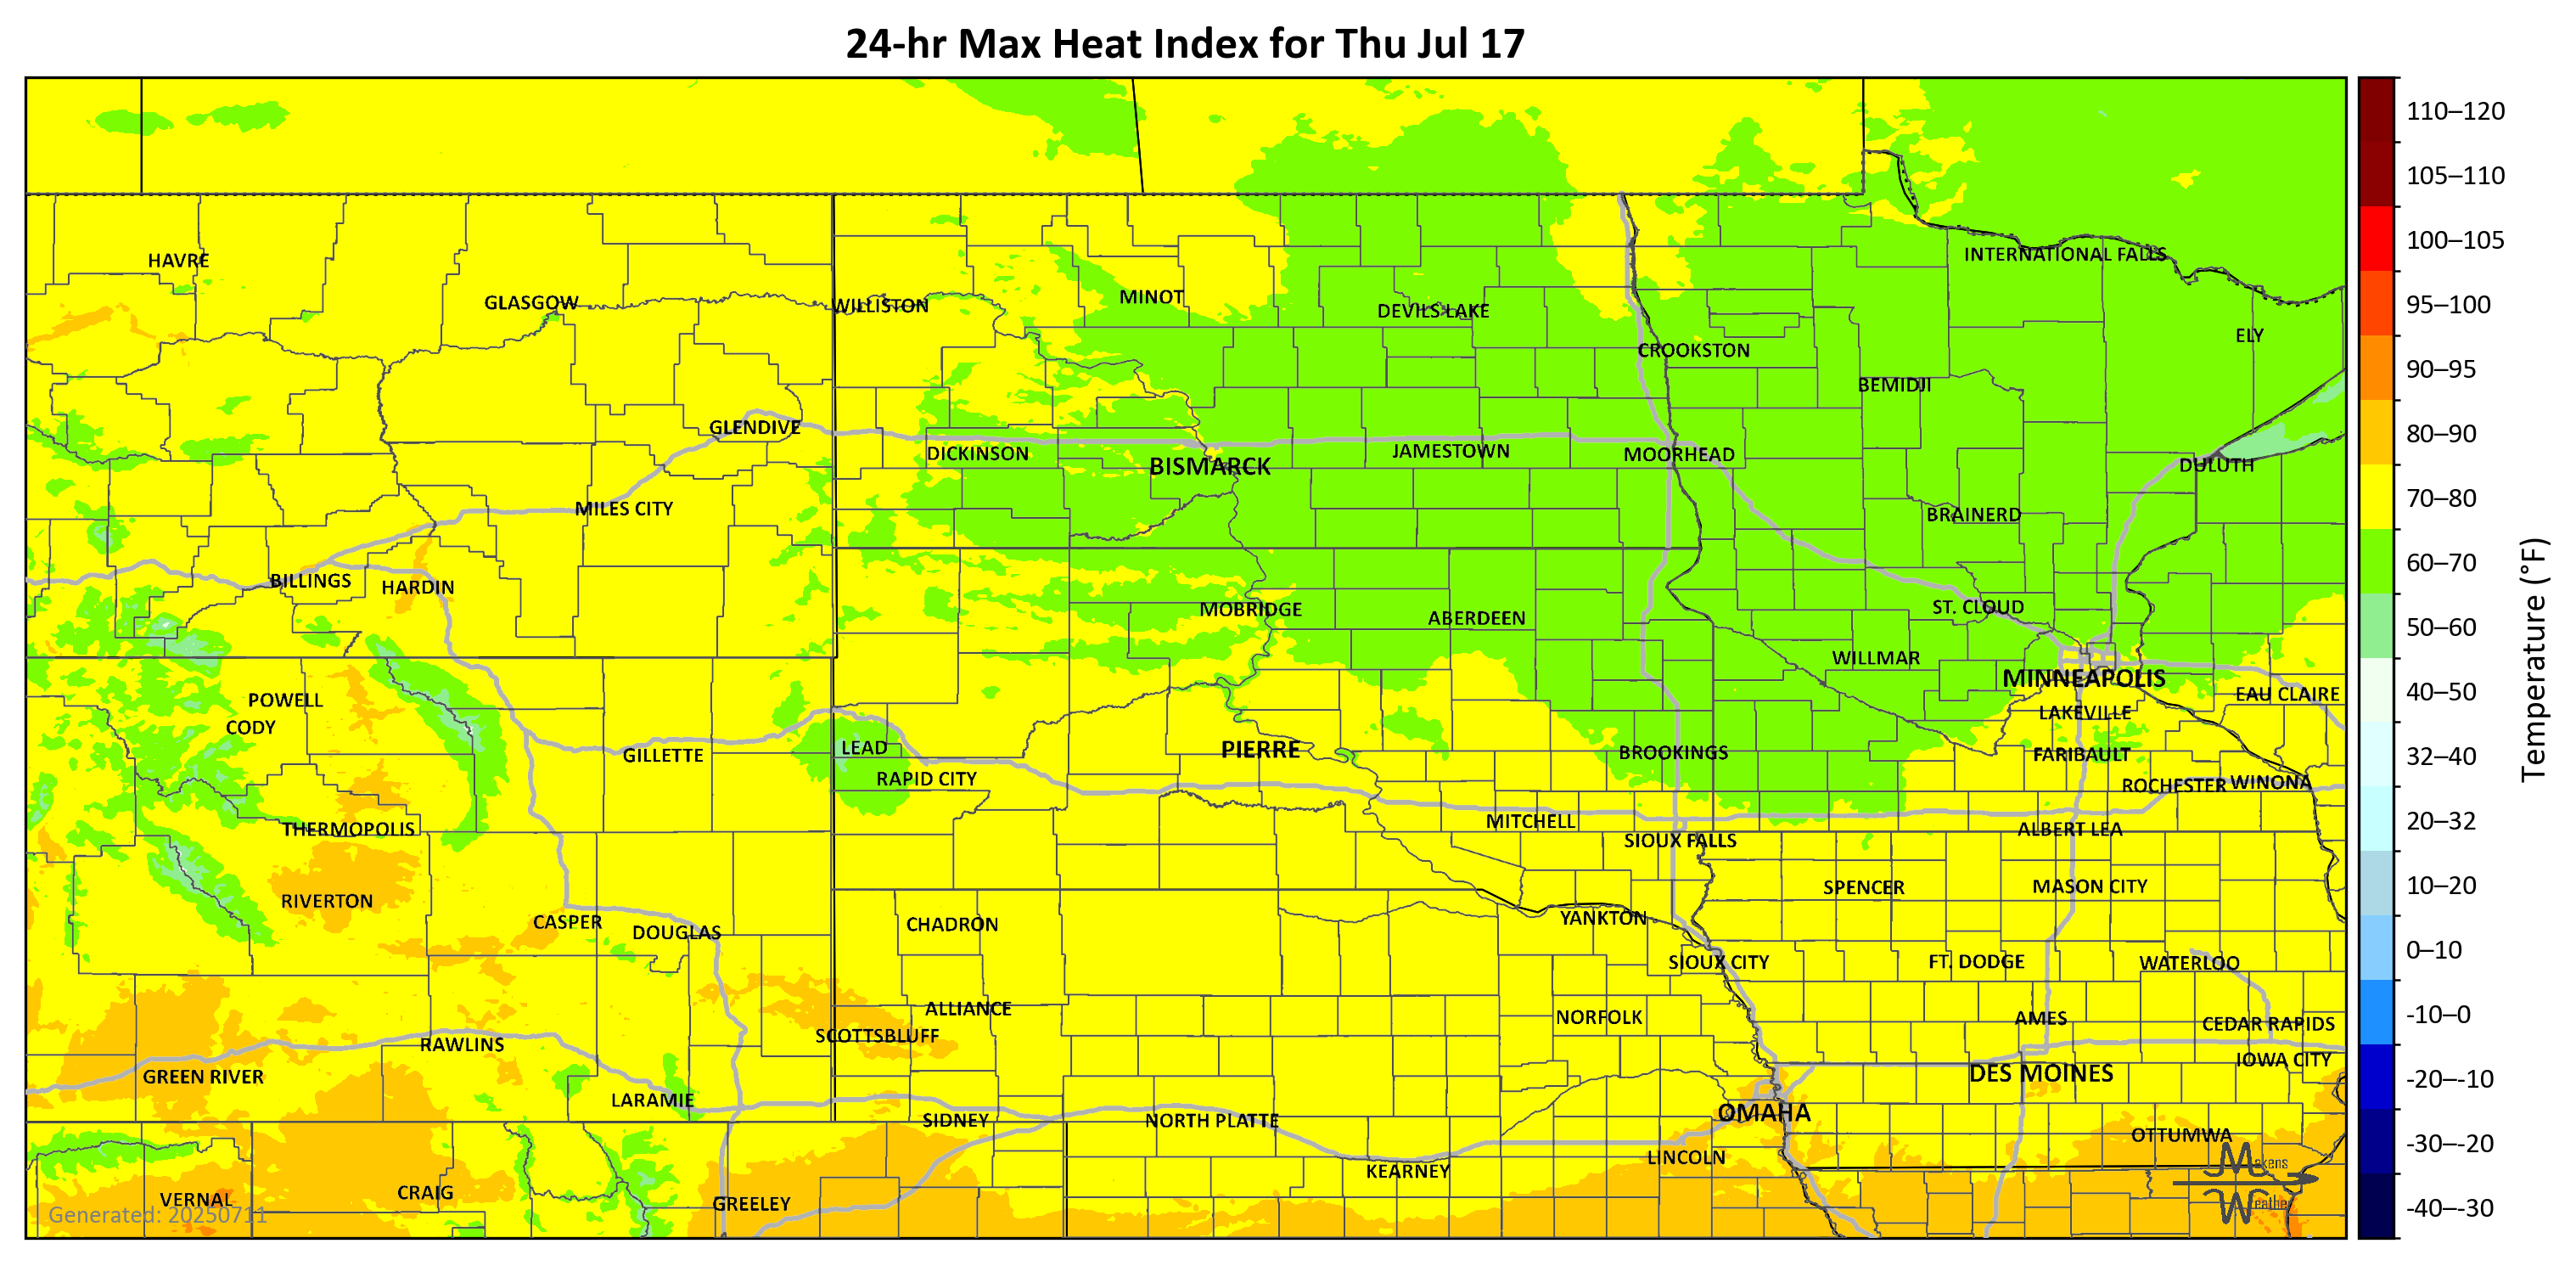 24-hr Max Heat Index for Thu Jul 17
110–120
105–110
HAVRE
INTERNATIONAL FALLS
100–105
GLASGOW
WILLISTON
MINOT
DEVILS LAKE
95–100
CROOKSTON
ELY
BEMIDJI
90–95
GLENDIVE
DICKINSON
BISMARCK
JAMESTOWN
MOORHEAD
DULUTH
80–90
MILES CITY
BRAINERD
70–80
BILLINGS
HARDIN
60–70
MOBRIDGE
ABERDEEN
ST. CLOUD
50–60
WILLMAR
MINNEAPOLIS
POWELL
EAU CLAIRE
40–50
CODY
LAKEVILLE
GILLETTE
LEAD
PIERRE
BROOKINGS
FARIBAULT
32–40
RAPID CITY
ROCHESTER
WINONA
THERMOPOLIS
MITCHELL
SIOUX FALLS
ALBERT LEA
20–32
RIVERTON
SPENCER
MASON CITY
10–20
CASPER
DOUGLAS
CHADRON
YANKTON
SIOUX CITY
FT. DODGE
WATERLOO
0–10
ALLIANCE
SCOTTSBLUFF
NORFOLK
AMES
CEDAR RAPIDS
-10–0
RAWLINS
IOWA CITY
GREEN RIVER
DES MOINES
-20–-10
LARAMIE
SIDNEY
NORTH PLATTE
OMAHA
OTTUMWA
-30–-20
KEARNEY
LINCOLN
Makens
VERNAL
CRAIG
GREELEY
Weather
-40–-30
Generated: 20250711
Temperature (°F)